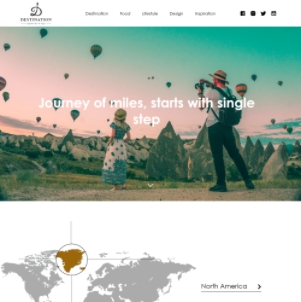 DESTINATION
Destination Food Lifestyle Design Inspiration
Journey of miles, starts with single
step
North America